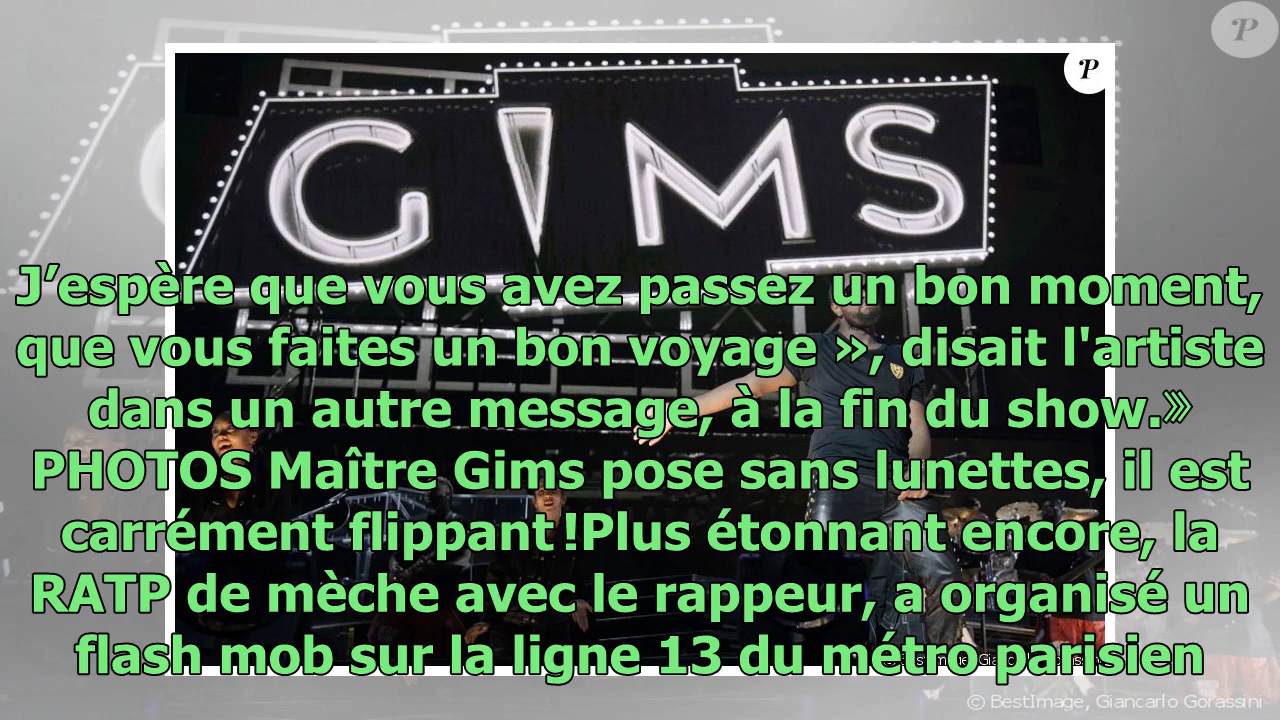 P
P
GIMS
J’espère que vous avez passez un bon moment,
que vous faites un bon voyage », disait l'artiste
dans un autre message, à la fin du show.»
PHOTOS Maître Gims pose sans lunettes, il est
carrément flippant !Plus étonnant encore, la
RATP de mèche avec le rappeur, a organisé un
flash mob sur la ligne 13 du métro parisien
© BestImage, Giancarlo Gorassini